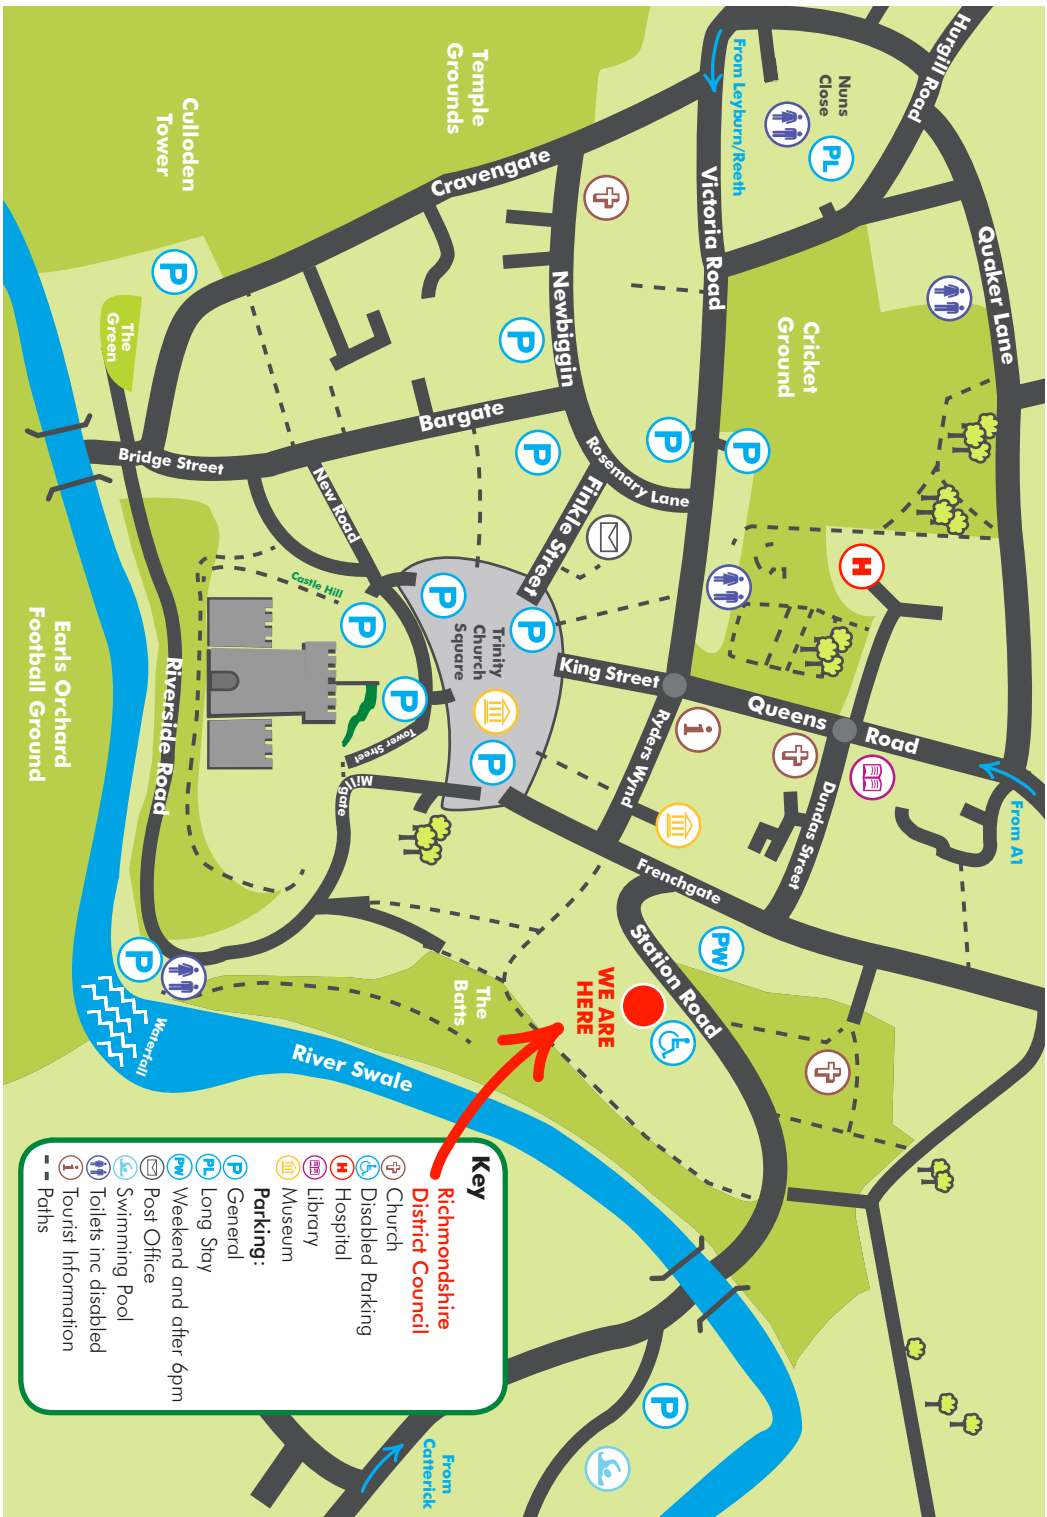 Hurgill Road
From Leyburn/Reeth
Nuns
Close
PL
Temple
Grounds
Culloden
Tower
Cravengate
Victoria Road
Quaker Lane
Cricket
Ground
Newbiggin
P
P
The
Green
Bargate
Bridge Street
Rosemary Lane
P
P
P
New Road
Finkle Street
H
Castle Hill
P
P
P
Trinity
Church
Square
King Street
Queens
Road
Earls Orchard
Football Ground
Riverside Road
P
Tower Street
P
Millgate
Ryders Wynd
i
Dundas Street
From A1
Frenchgate
PW
Station Road
WE ARE
HERE
P
The
Batts
Waterfall
River Swale
P
From
Catterick
Key
Richmondshire
District Council
Church
Disabled Parking
H Hospital
Library
Museum
Parking:
P General
PL Long Stay
PW Weekend and after 6pm
Post Office
Swimming Pool
Toilets inc disabled
i Tourist Information
Paths